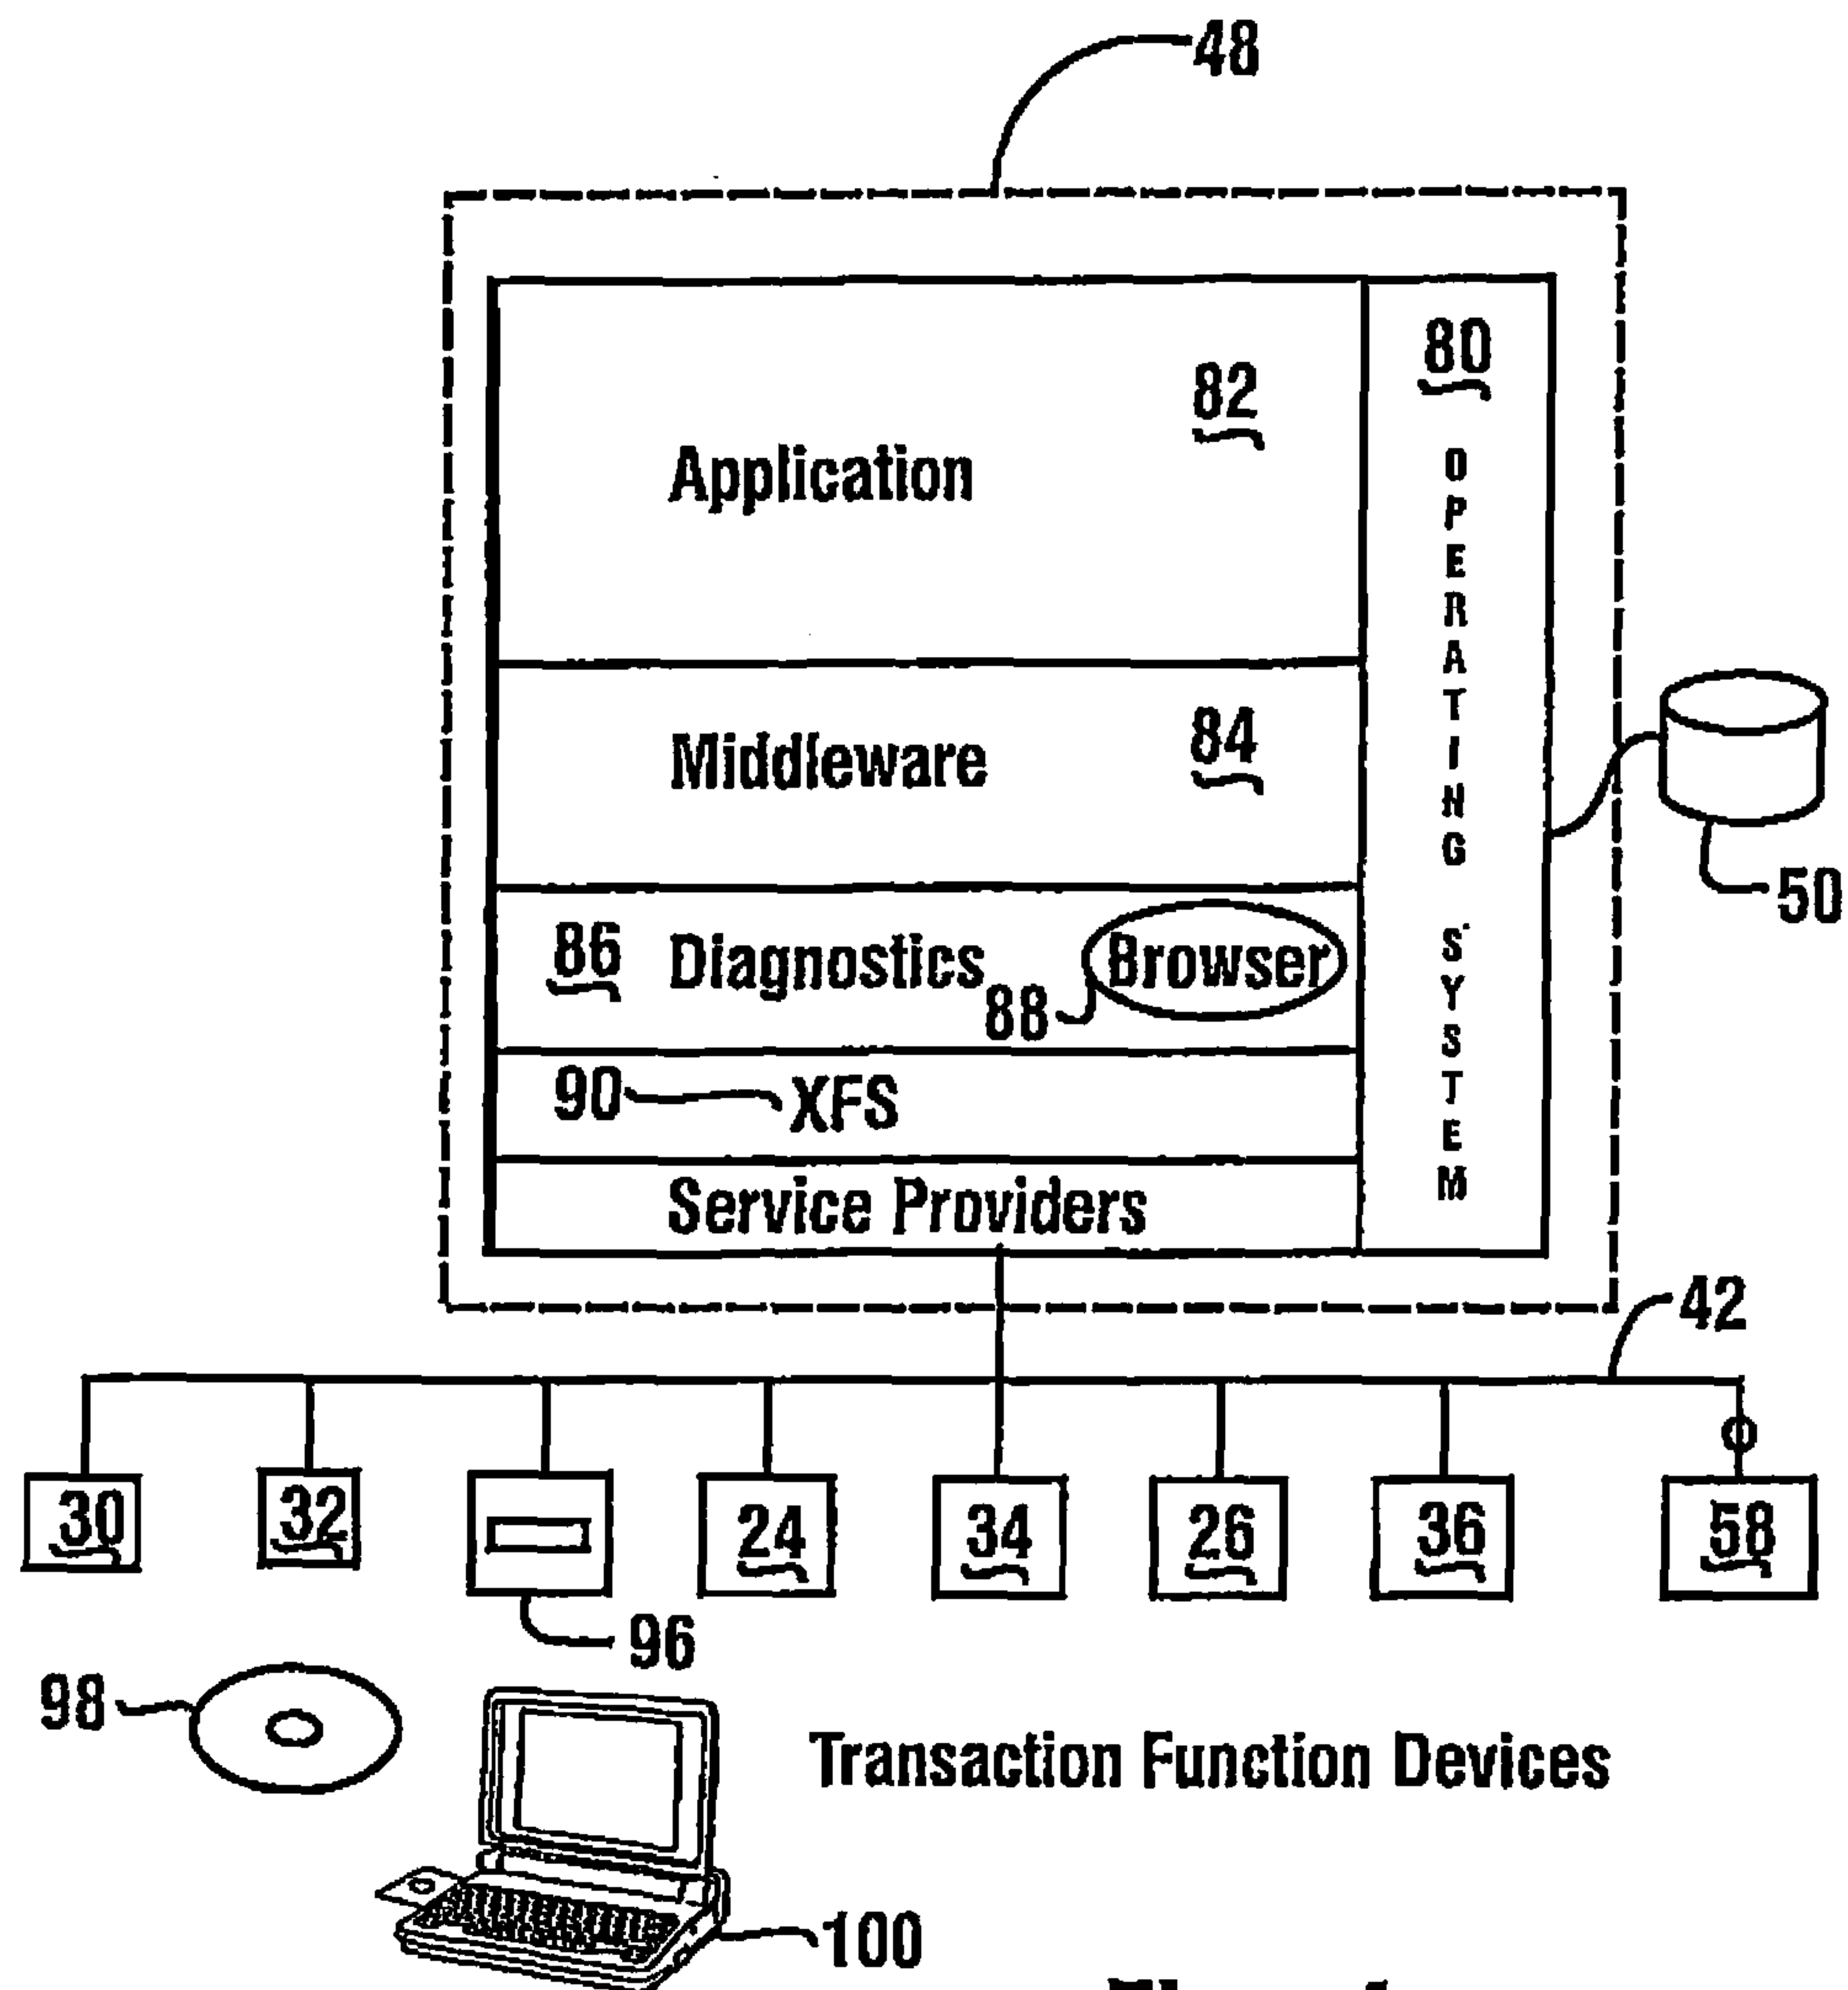 48
80
82
Application
OPERATING SYSTEM
Middleware
84
50
86 Diagnostics Browser
88
90 XFS
Service Providers
42
30 32 24 34 26 36 58
96
98
Transaction Function Devices
100